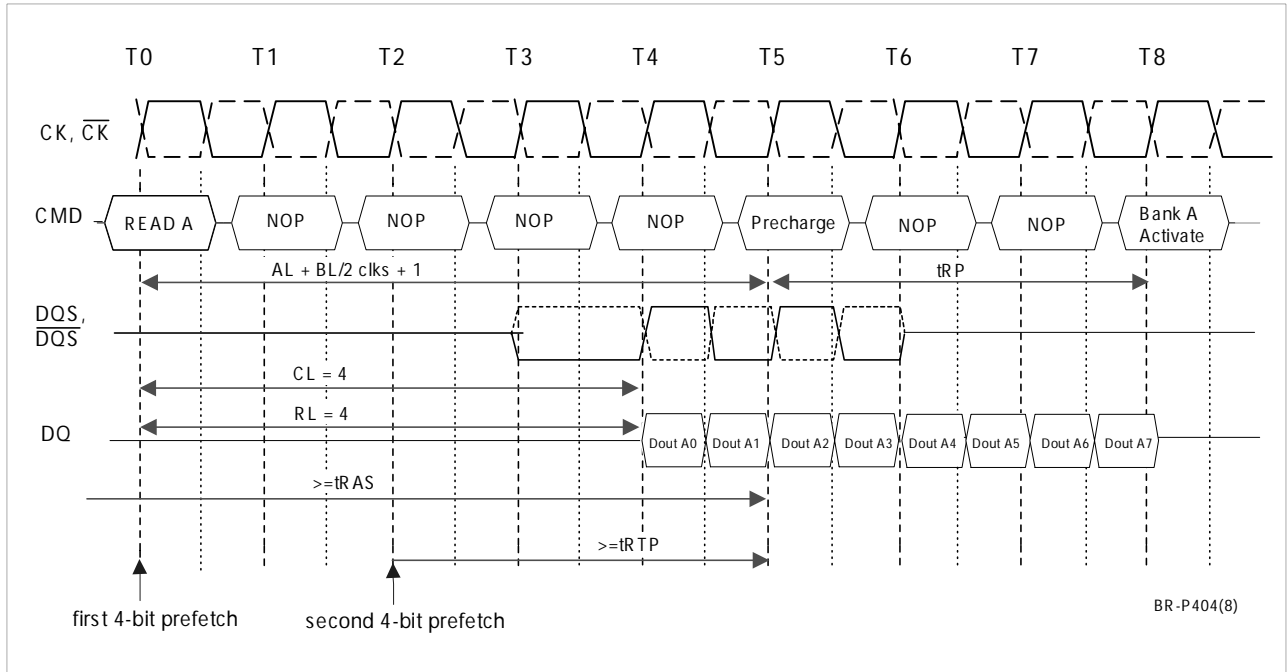 T0 T1 T2 T3 T4 T5 T6 T7 T8
CK, CK
CMD READ A NOP NOP NOP NOP Precharge NOP NOP Bank A
Activate
AL + BL/2 clks + 1 tRP
DQS,
DQS
CL = 4
RL = 4
DQ Dout A0 Dout A1 Dout A2 Dout A3 Dout A4 Dout A5 Dout A6 Dout A7
>=tRAS
>=tRTP
first 4-bit prefetch second 4-bit prefetch
BR-P404(8)